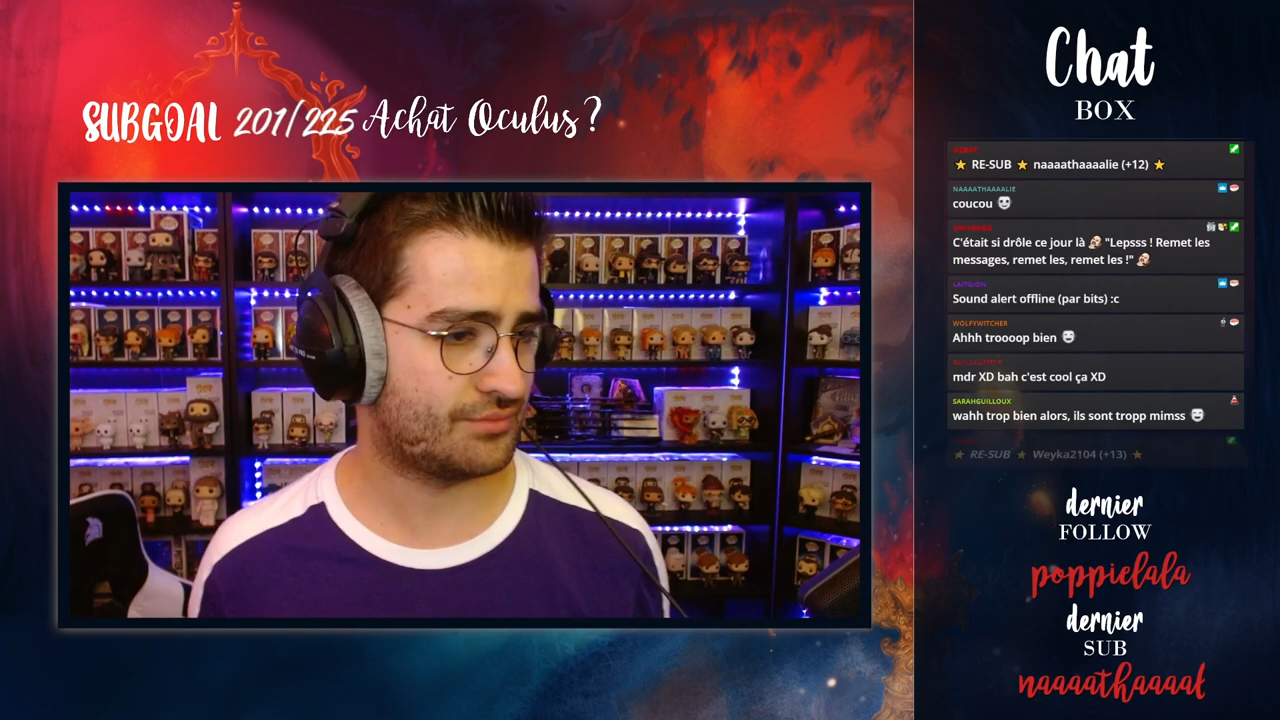 SUBGOAL 201/225 Achat Oculus?
Chat
BOX
★ RE-SUB ★ naaaathaaaalie (+12) ★
NAAAATHAAAALIE
coucou
C'était si drôle ce jour là "Lepsss ! Remet les
messages, remet les, remet les !"
LAITGION
Sound alert offline (par bits) :c
WOLFYWITCHER
Ahhh troooop bien
mdr XD bah c'est cool ça XD
SARAHGUILLOUX
wahh trop bien alors, ils sont tropp mimss
★ RE-SUB ★ Weyka2104 (+13) ★
dernier
FOLLOW
poppielala
dernier
SUB
naaaathaaaal